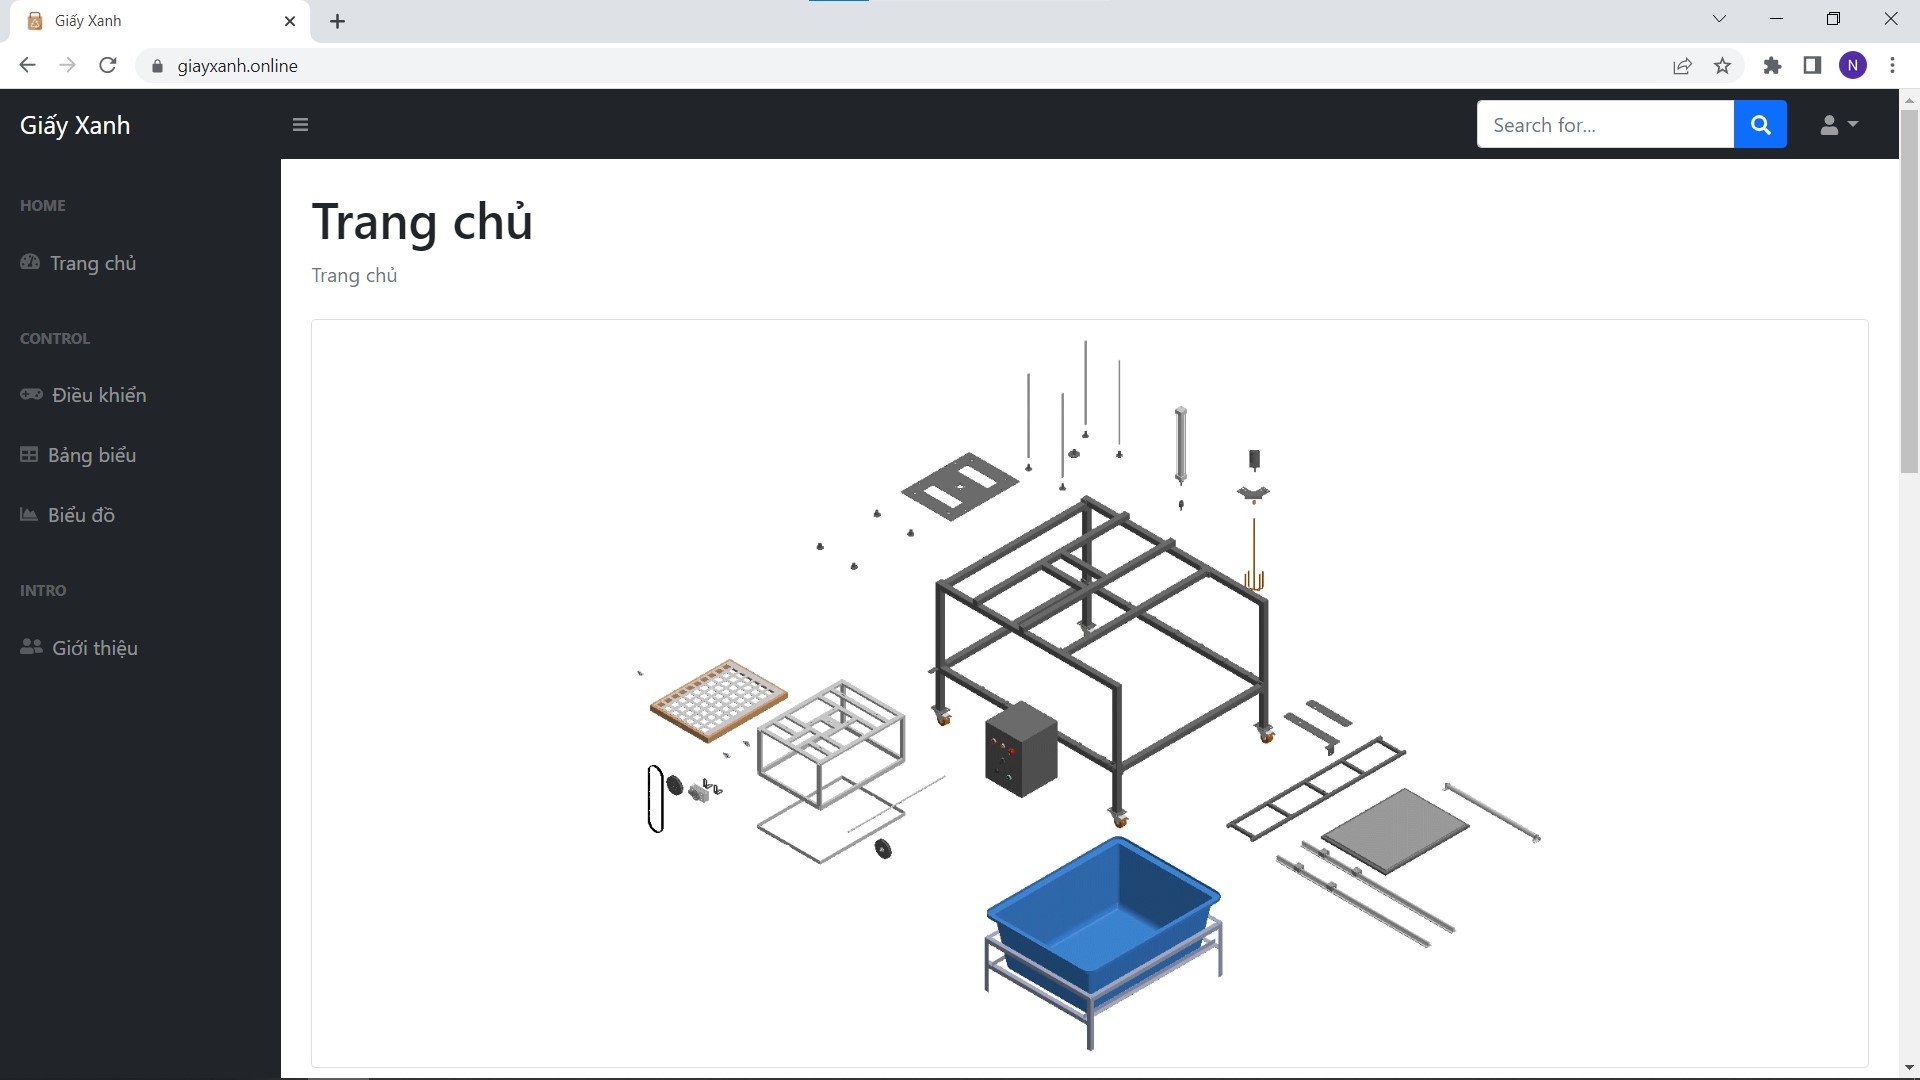 Giấy Xanh
giayxanh.online
N
Giấy Xanh
Search for...
HOME
Trang chủ
CONTROL
Điều khiển
Bảng biểu
Biểu đồ
INTRO
Giới thiệu
Trang chủ
Trang chủ